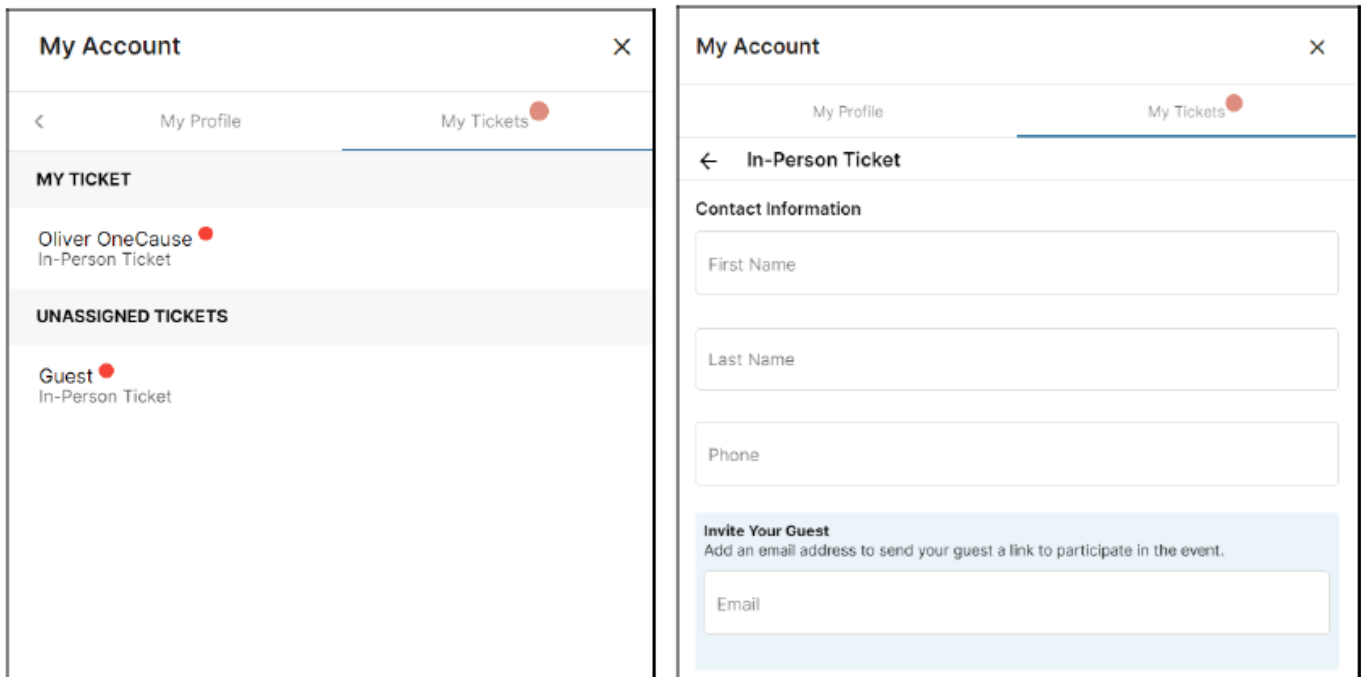 My Account
My Profile
My Tickets
MY TICKET
Oliver OneCause
In-Person Ticket
UNASSIGNED TICKETS
Guest
In-Person Ticket
My Account
My Profile
My Tickets
In-Person Ticket
Contact Information
First Name
Last Name
Phone
Invite Your Guest
Add an email address to send your guest a link to participate in the event.
Email